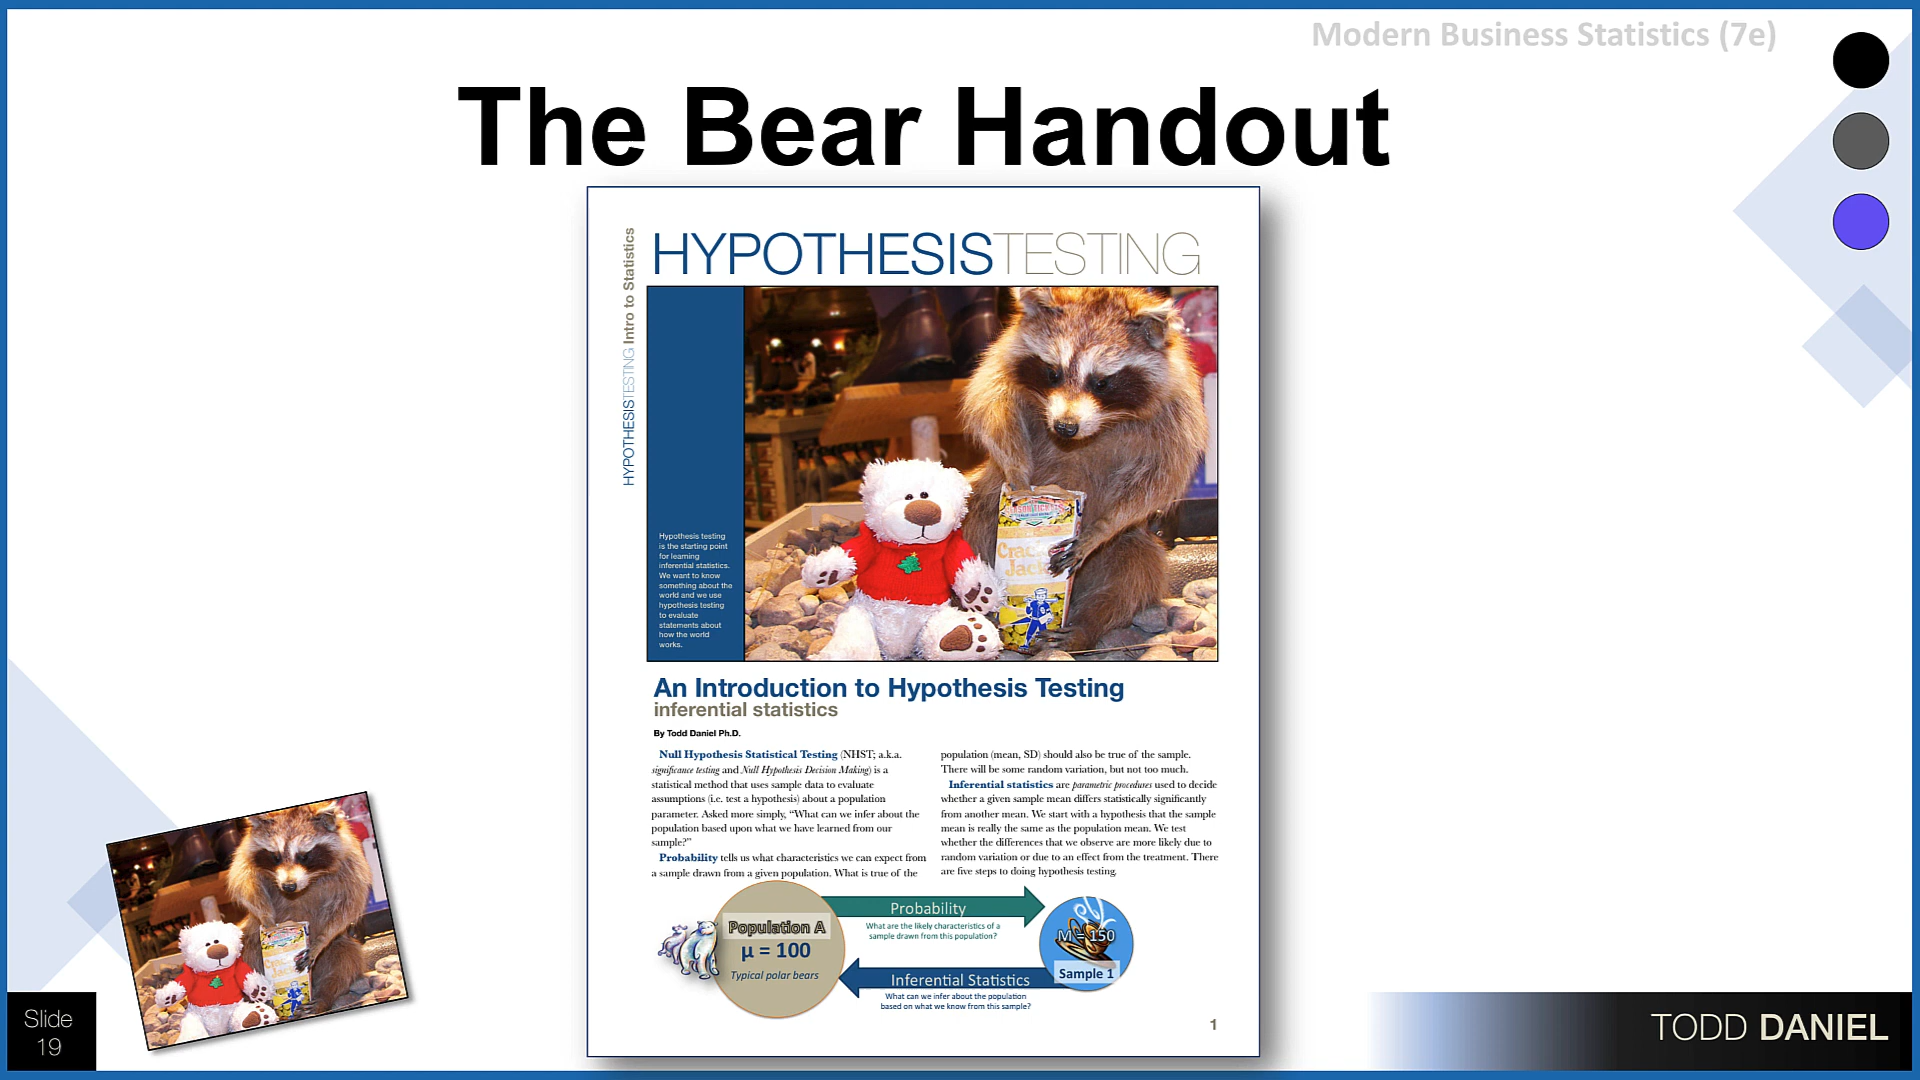 Modern Business Statistics (7e)
The Bear Handout
HYPOTHESISTESTING Intro to Statistics
HYPOTHESISTESTING
Hypothesis testing
is the starting point
for learning
inferential statistics.
We want to know
something about the
world and we use
hypothesis testing
to evaluate
statements about
how the world
works.
Cracker
Jack
An Introduction to Hypothesis Testing
inferential statistics
By Todd Daniel Ph.D.
Null Hypothesis Statistical Testing (NHST; a.k.a.
significance testing and Null Hypothesis Decision Making) is a
statistical method that uses sample data to evaluate
assumptions (i.e. test a hypothesis) about a population
parameter. Asked more simply, “What can we infer about the
population based upon what we have learned from our
sample?”
Probability tells us what characteristics we can expect from
a sample drawn from a given population. What is true of the
population (mean, SD) should also be true of the sample.
There will be some random variation, but not too much.
Inferential statistics are parametric procedures used to decide
whether a given sample mean differs statistically significantly
from another mean. We start with a hypothesis that the sample
mean is really the same as the population mean. We test
whether the differences that we observe are more likely due to
random variation or due to an effect from the treatment. There
are five steps to doing hypothesis testing.
Population A
μ = 100
Typical polar bears
Probability
What are the likely characteristics of a
sample drawn from this population?
M = 150
Sample 1
Inferential Statistics
What can we infer about the population
based on what we know from this sample?
1
Slide
19
TODD DANIEL